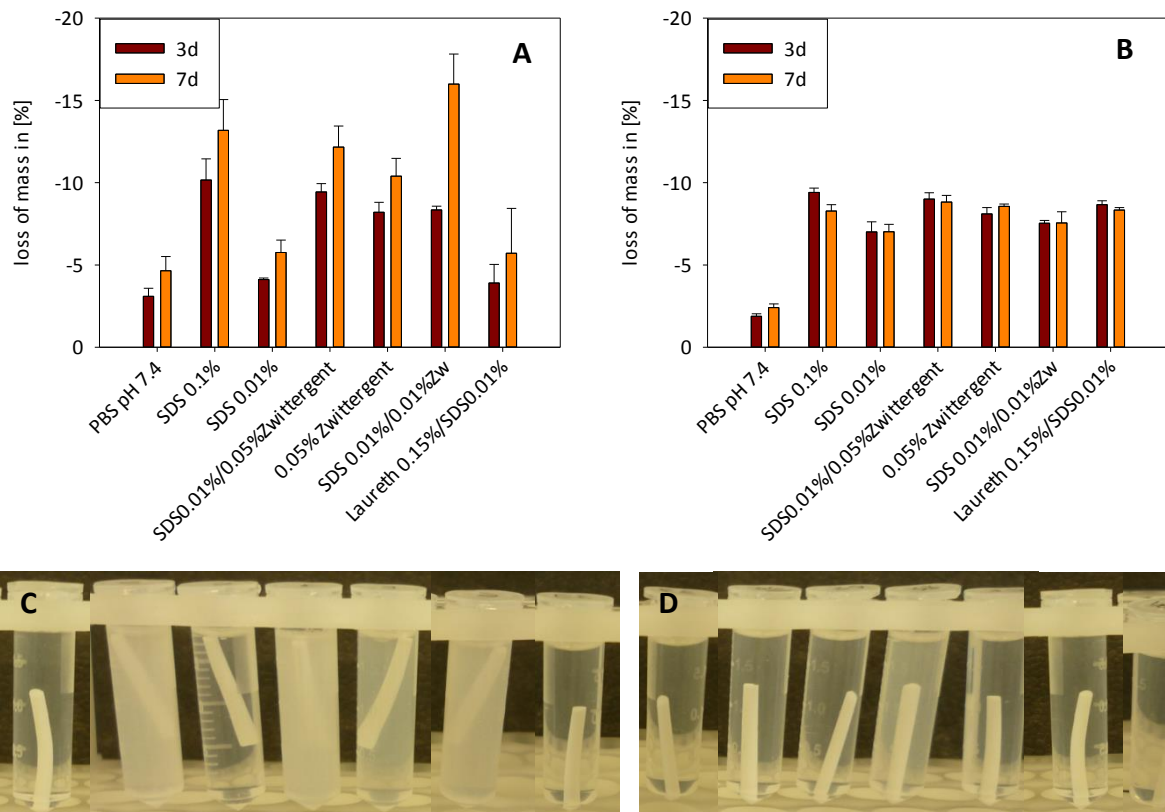 -20
-15
-10
-5
0
loss of mass in [%]
3d
7d
A
PBS pH 7.4
SDS 0.1%
SDS 0.01%
SDS0.01%/0.05%Zwittergent
0.05% Zwittergent
SDS 0.01%/0.01%Zw
Laureth 0.15%/SDS0.01%
-20
-15
-10
-5
0
loss of mass in [%]
3d
7d
B
PBS pH 7.4
SDS 0.1%
SDS 0.01%
SDS0.01%/0.05%Zwittergent
0.05% Zwittergent
SDS 0.01%/0.01%Zw
Laureth 0.15%/SDS0.01%
C
D